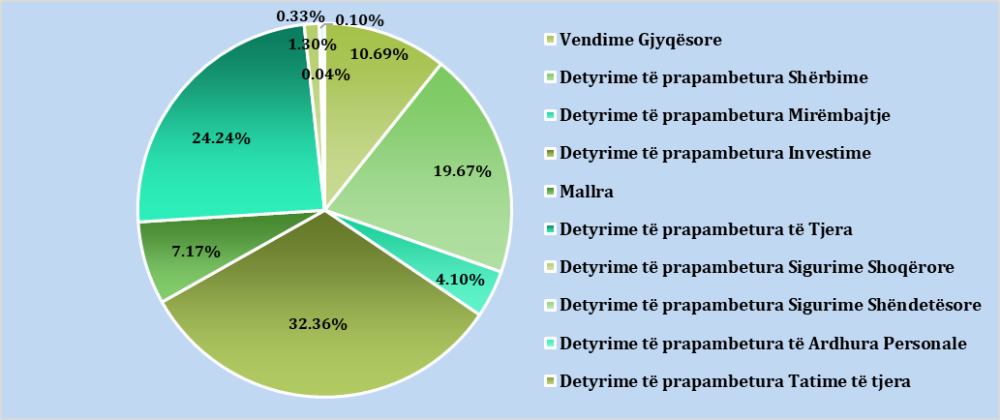 0.33%
0.10%
1.30%
10.69%
0.04%
24.24%
19.67%
7.17%
4.10%
32.36%
Vendime Gjyqësore
Detyrime të prapambetura Shërbime
Detyrime të prapambetura Mirëmbajtje
Detyrime të prapambetura Investime
Mallra
Detyrime të prapambetura të Tjera
Detyrime të prapambetura Sigurime Shoqërore
Detyrime të prapambetura Sigurime Shëndetësore
Detyrime të prapambetura të Ardhura Personale
Detyrime të prapambetura Tatime të tjera